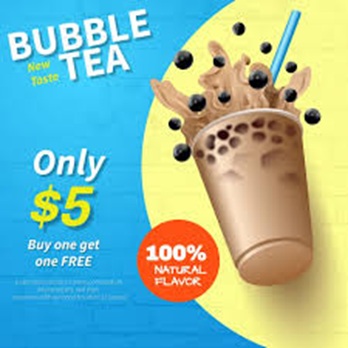 BUBBLE
New
Taste
TEA
Only
$5
Buy one get
one FREE
100%
NATURAL
FLAVOR